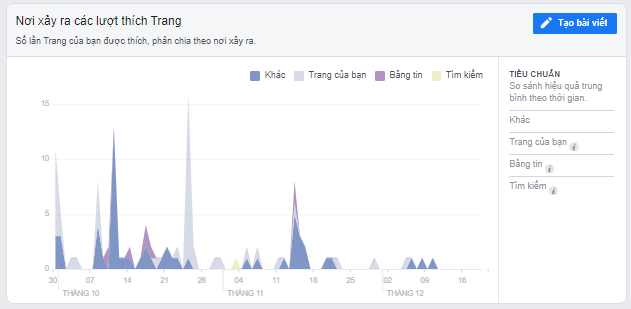 Nơi xảy ra các lượt thích Trang
Tạo bài viết
Số lần Trang của bạn được thích, phân chia theo nơi xảy ra.
Khác Trang của bạn Bảng tin Tìm kiếm
TIÊU CHUẨN
So sánh hiệu quả trung
bình theo thời gian.
Khác
Trang của bạn
Bảng tin
Tìm kiếm
15
10
5
0
30 07 14 21 28 04 11 18 25 02 09 16
THÁNG 10 THÁNG 11 THÁNG 12